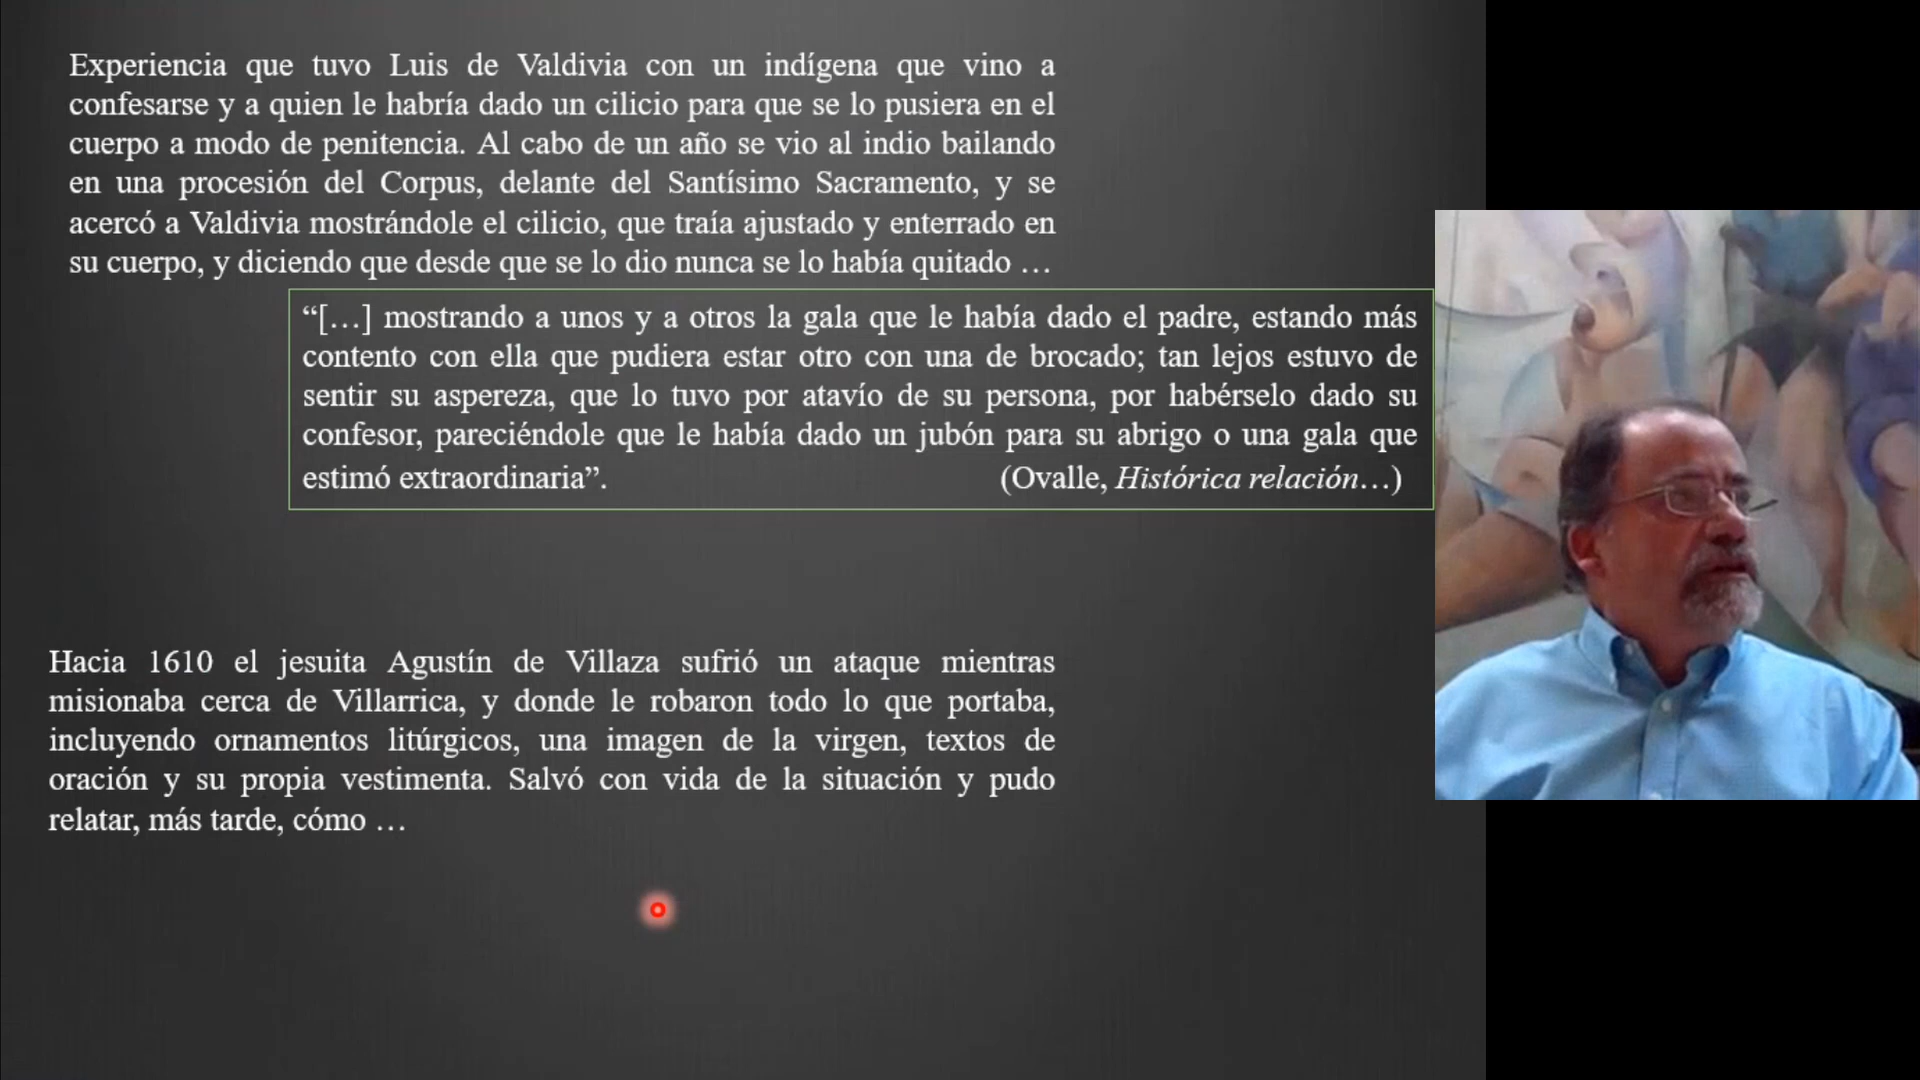 Experiencia que tuvo Luis de Valdivia con un indígena que vino a
confesarse y a quien le habría dado un cilicio para que se lo pusiera en el
cuerpo a modo de penitencia. Al cabo de un año se vio al indio bailando
en una procesión del Corpus, delante del Santísimo Sacramento, y se
acercó a Valdivia mostrándole el cilicio, que traía ajustado y enterrado en
su cuerpo, y diciendo que desde que se lo dio nunca se lo había quitado …
“[…] mostrando a unos y a otros la gala que le había dado el padre, estando más
contento con ella que pudiera estar otro con una de brocado; tan lejos estuvo de
sentir su aspereza, que lo tuvo por atavío de su persona, por habérselo dado su
confesor, pareciéndole que le había dado un jubón para su abrigo o una gala que
estimó extraordinaria”. (Ovalle, Histórica relación…)
Hacia 1610 el jesuita Agustín de Villaza sufrió un ataque mientras
misionaba cerca de Villarrica, y donde le robaron todo lo que portaba,
incluyendo ornamentos litúrgicos, una imagen de la virgen, textos de
oración y su propia vestimenta. Salvó con vida de la situación y pudo
relatar, más tarde, cómo …